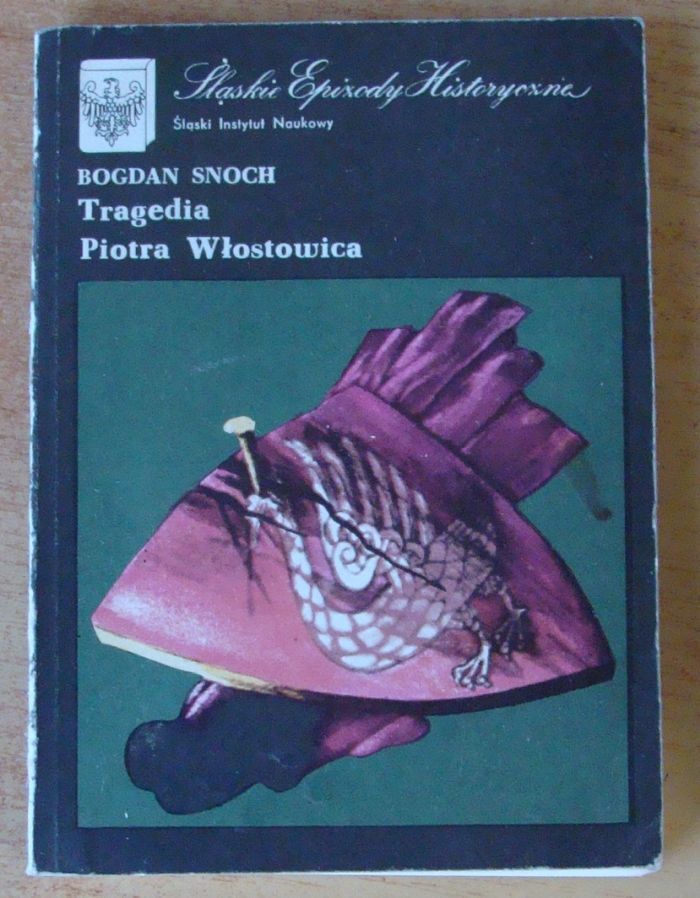 Śląskie Epizody Historyczne
Śląski Instytut Naukowy
BOGDAN SNOCH
Tragedia
Piotra Włostowica